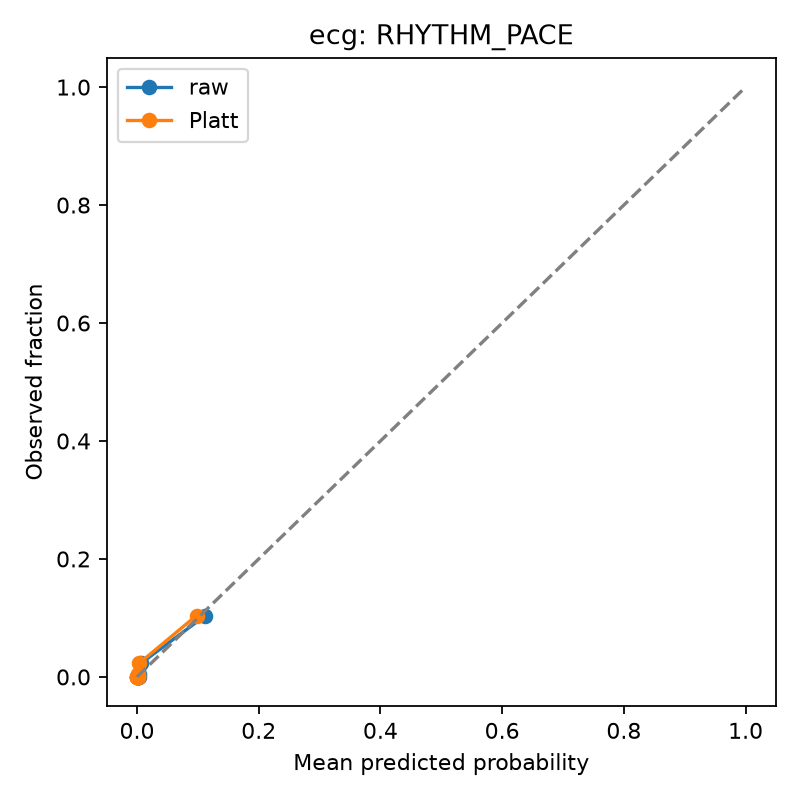 ecg: RHYTHM_PACE
raw
Platt
1.0
0.8
0.6
0.4
0.2
0.0
Observed fraction
0.0 0.2 0.4 0.6 0.8 1.0
Mean predicted probability